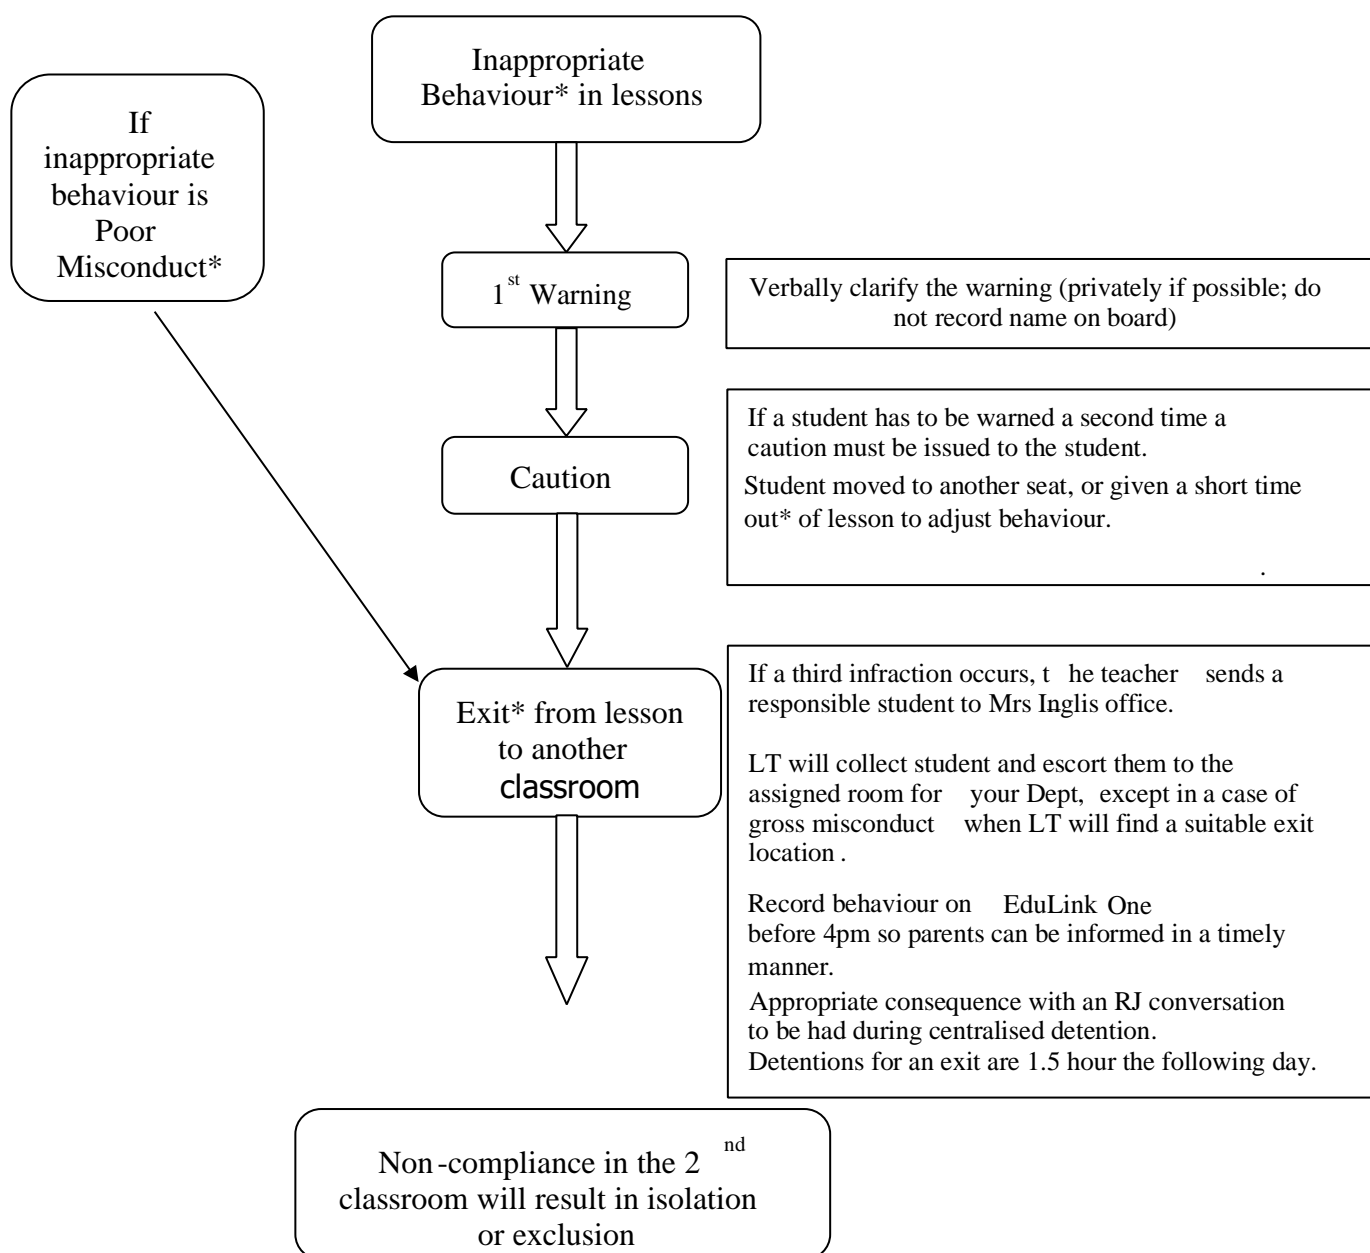 Inappropriate
Behaviour* in lessons
If
inappropriate
behaviour is
Poor
Misconduct*
1st Warning
Verbally clarify the warning (privately if possible; do
not record name on board)
Caution
If a student has to be warned a second time a
caution must be issued to the student.
Student moved to another seat, or given a short time
out* of lesson to adjust behaviour.
.
Exit* from lesson
to another
classroom
If a third infraction occurs, t he teacher sends a
responsible student to Mrs Inglis office.
LT will collect student and escort them to the
assigned room for your Dept, except in a case of
gross misconduct when LT will find a suitable exit
location .
Record behaviour on EduLink One
before 4pm so parents can be informed in a timely
manner.
Appropriate consequence with an RJ conversation
to be had during centralised detention.
Detentions for an exit are 1.5 hour the following day.
Non-compliance in the 2nd
classroom will result in isolation
or exclusion